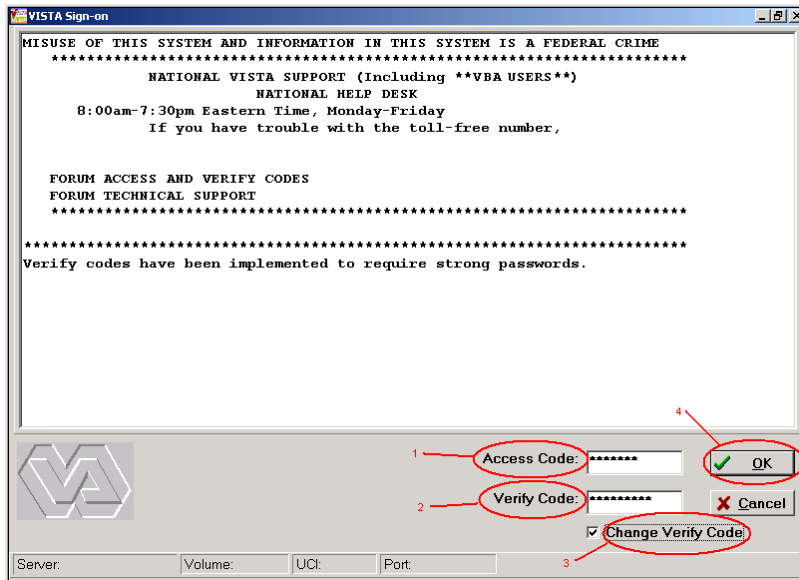 VISTA Sign-on
MISUSE OF THIS SYSTEM AND INFORMATION IN THIS SYSTEM IS A FEDERAL CRIME
***********************************************************************
NATIONAL VISTA SUPPORT (Including **VBA USERS**)
NATIONAL HELP DESK
8:00am-7:30pm Eastern Time, Monday-Friday
If you have trouble with the toll-free number,
FORUM ACCESS AND VERIFY CODES
FORUM TECHNICAL SUPPORT
***********************************************************************
**************************************************************************
Verify codes have been implemented to require strong passwords.
4
1 Access Code: ******* OK
2 Verify Code: ********* Cancel
Change Verify Code
3
Server: Volume: UCI: Port: